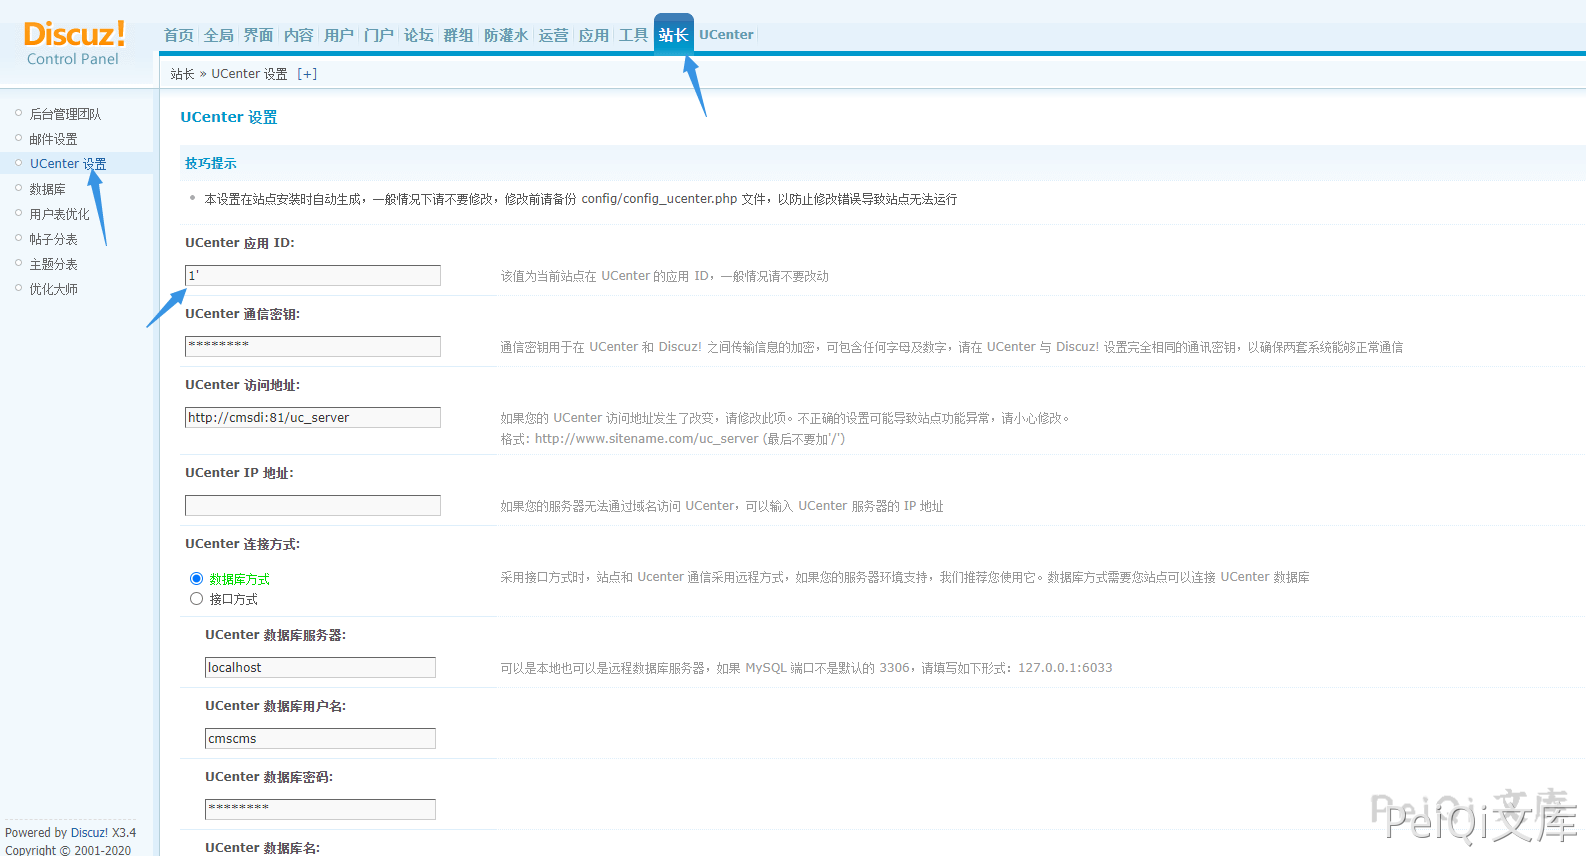 Discuz!
Control Panel
首页 全局 界面 内容 用户 门户 论坛 群组 防灌水 运营 应用 工具 站长 UCenter
站长 » UCenter 设置 [+]
后台管理团队
邮件设置
UCenter 设置
数据库
用户表优化
帖子分表
主题分表
优化大师
UCenter 设置
技巧提示
本设置在站点安装时自动生成，一般情况下请不要修改，修改前请备份 config/config_ucenter.php 文件，以防止修改错误导致站点无法运行
UCenter 应用 ID:
1'
该值为当前站点在 UCenter 的应用 ID，一般情况请不要改动
UCenter 通信密钥:
********
通信密钥用于在 UCenter 和 Discuz! 之间传输信息的加密，可包含任何字母及数字，请在 UCenter 与 Discuz! 设置完全相同的通讯密钥，以确保两套系统能够正常通信
UCenter 访问地址:
http://cmsdi:81/uc_server
如果您的 UCenter 访问地址发生了改变，请修改此项。不正确的设置可能导致站点功能异常，请小心修改。
格式: http://www.sitename.com/uc_server (最后不要加'/')
UCenter IP 地址:
如果您的服务器无法通过域名访问 UCenter，可以输入 UCenter 服务器的 IP 地址
UCenter 连接方式:
数据库方式
接口方式
采用接口方式时，站点和 Ucenter 通信采用远程方式，如果您的服务器环境支持，我们推荐您使用它。数据库方式需要您站点可以连接 UCenter 数据库
UCenter 数据库服务器:
localhost
可以是本地也可以是远程数据库服务器，如果 MySQL 端口不是默认的 3306，请填写如下形式：127.0.0.1:6033
UCenter 数据库用户名:
cmscms
UCenter 数据库密码:
********
UCenter 数据库名:
Powered by Discuz! X3.4
Copyright © 2001-2020
PeiQi 文库
PeiQi文库